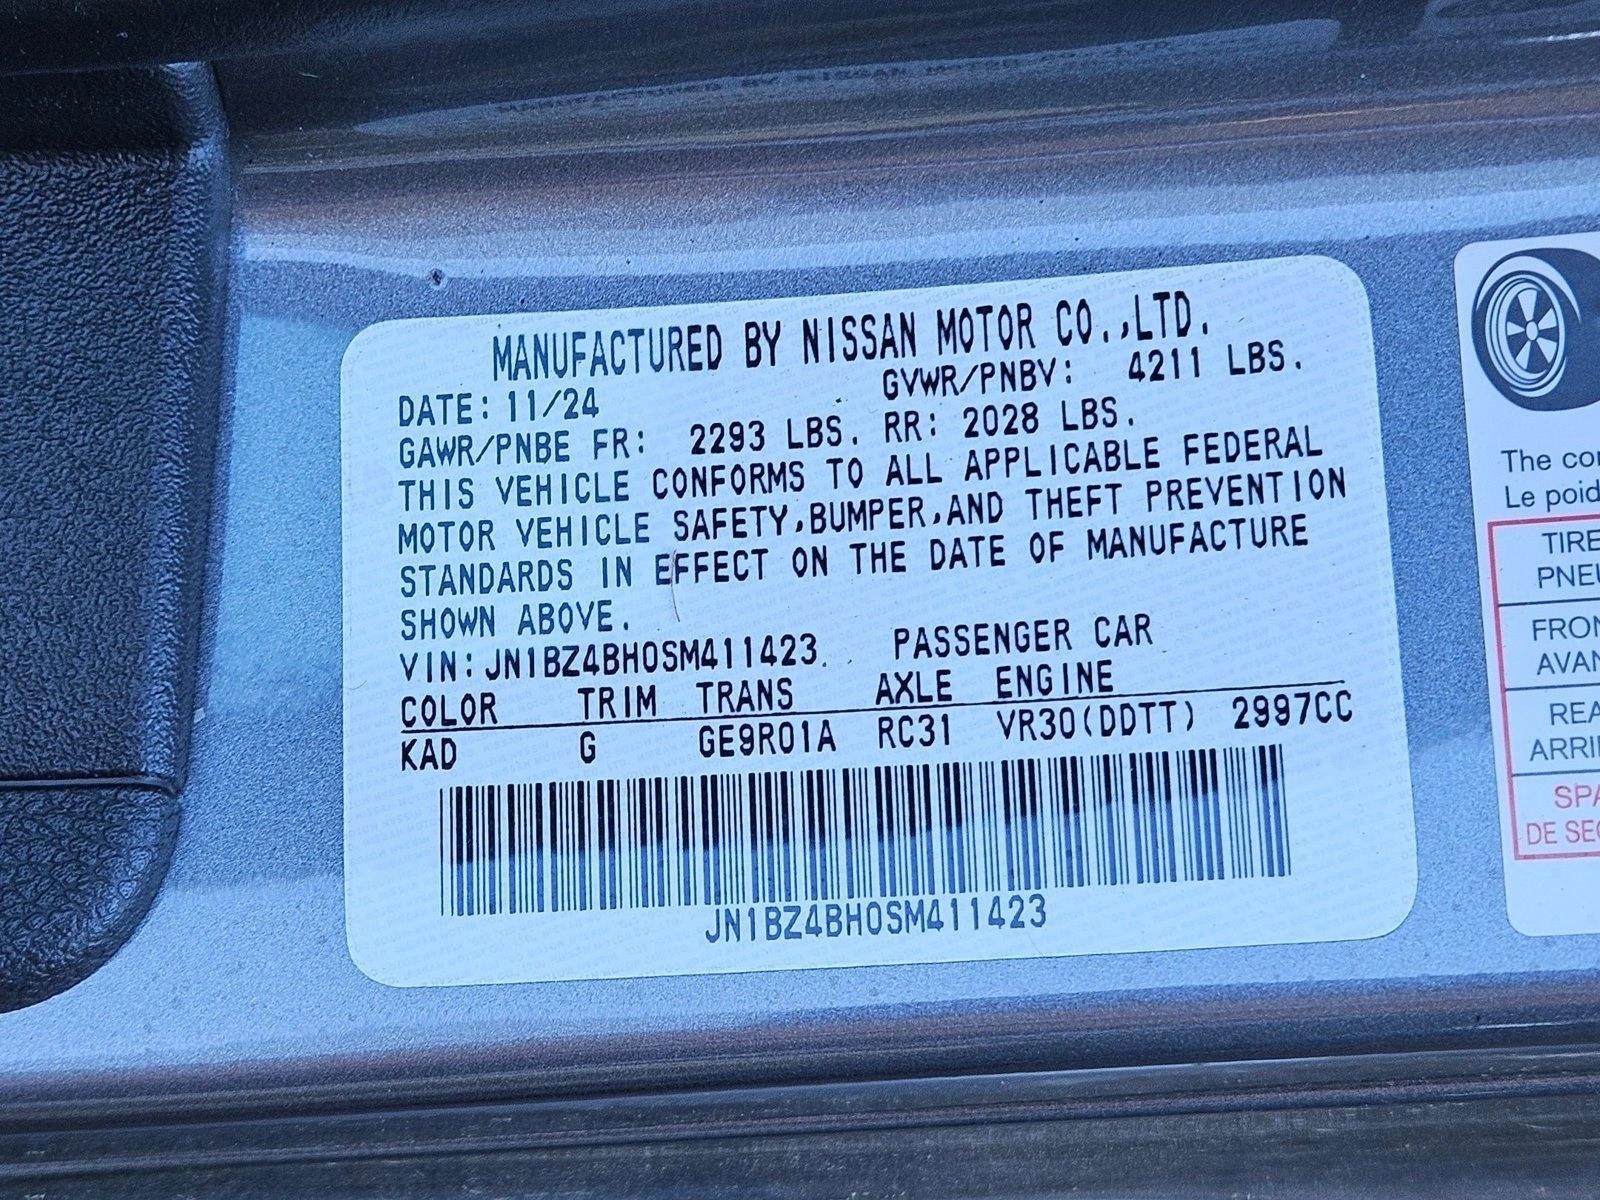 MANUFACTURED BY NISSAN MOTOR CO.,LTD.
DATE: 11/24 GVWR/PNBV: 4211 LBS.
GAWR/PNBE FR: 2293 LBS. RR: 2028 LBS.
THIS VEHICLE CONFORMS TO ALL APPLICABLE FEDERAL
MOTOR VEHICLE SAFETY,BUMPER,AND THEFT PREVENTION
STANDARDS IN EFFECT ON THE DATE OF MANUFACTURE
SHOWN ABOVE.
VIN: JN1BZ4BH0SM411423. PASSENGER CAR
COLOR TRIM TRANS AXLE ENGINE
KAD G GE9R01A RC31 VR30(DDTT) 2997CC
JN1BZ4BH0SM411423
The co
Le poid
TIRE
PNEU
FRON
AVAN
REA
ARRI
SPA
DE SEC